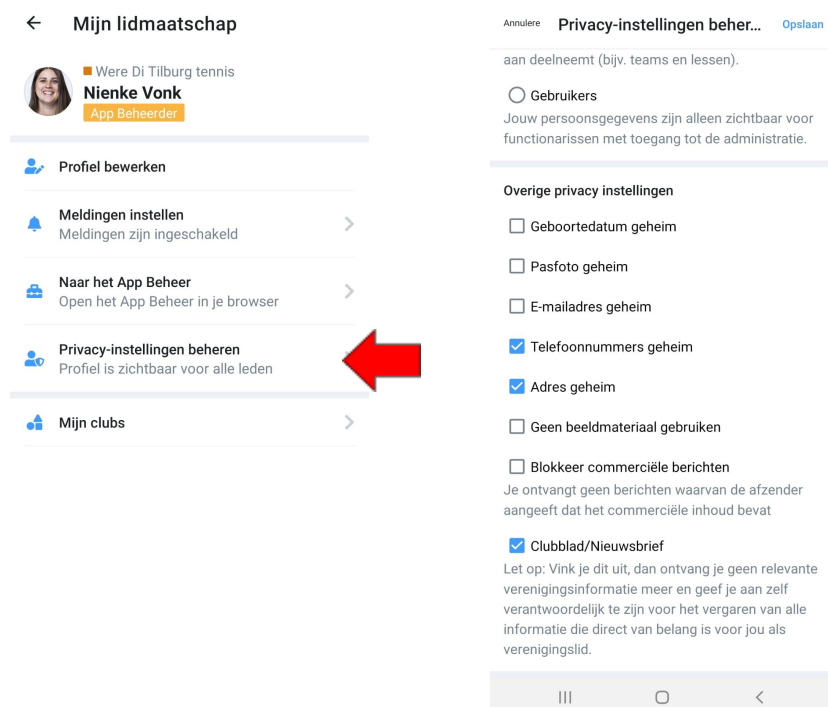 Mijn lidmaatschap
Were Di Tilburg tennis
Nienke Vonk
App Beheerder
Profiel bewerken
Meldingen instellen
Meldingen zijn ingeschakeld
Naar het App Beheer
Open het App Beheer in je browser
Privacy-instellingen beheren
Profiel is zichtbaar voor alle leden
Mijn clubs
Annulere Privacy-instellingen beher... Opslaan
aan deelneemt (bijv. teams en lessen).
Gebruikers
Jouw persoonsgegevens zijn alleen zichtbaar voor
functionarissen met toegang tot de administratie.
Overige privacy instellingen
Geboortedatum geheim
Pasfoto geheim
E-mailadres geheim
Telefoonnummers geheim
Adres geheim
Geen beeldmateriaal gebruiken
Blokkeer commerciële berichten
Je ontvangt geen berichten waarvan de afzender
aangeeft dat het commerciële inhoud bevat
Clubblad/Nieuwsbrief
Let op: Vink je dit uit, dan ontvang je geen relevante
verenigingsinformatie meer en geef je aan zelf
verantwoordelijk te zijn voor het vergaren van alle
informatie die direct van belang is voor jou als
verenigingslid.